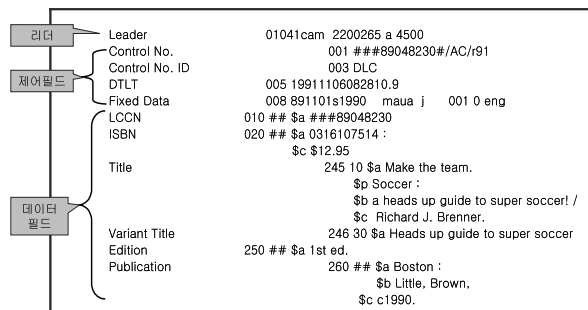 리더
Leader 01041cam 2200265 a 4500
Control No. 001 ###89048230#/AC/r91
Control No. ID 003 DLC
제어필드
DTLT 005 19911106082810.9
Fixed Data 008 891101s1990 maua j 001 0 eng
LCCN 010 ## $a ###89048230
ISBN 020 ## $a 0316107514 :
$c $12.95
Title 245 10 $a Make the team.
$p Soccer :
$b a heads up guide to super soccer! /
데이터
필드
$c Richard J. Brenner.
Variant Title 246 30 $a Heads up guide to super soccer
Edition 250 ## $a 1st ed.
Publication 260 ## $a Boston :
$b Little, Brown,
$c c1990.